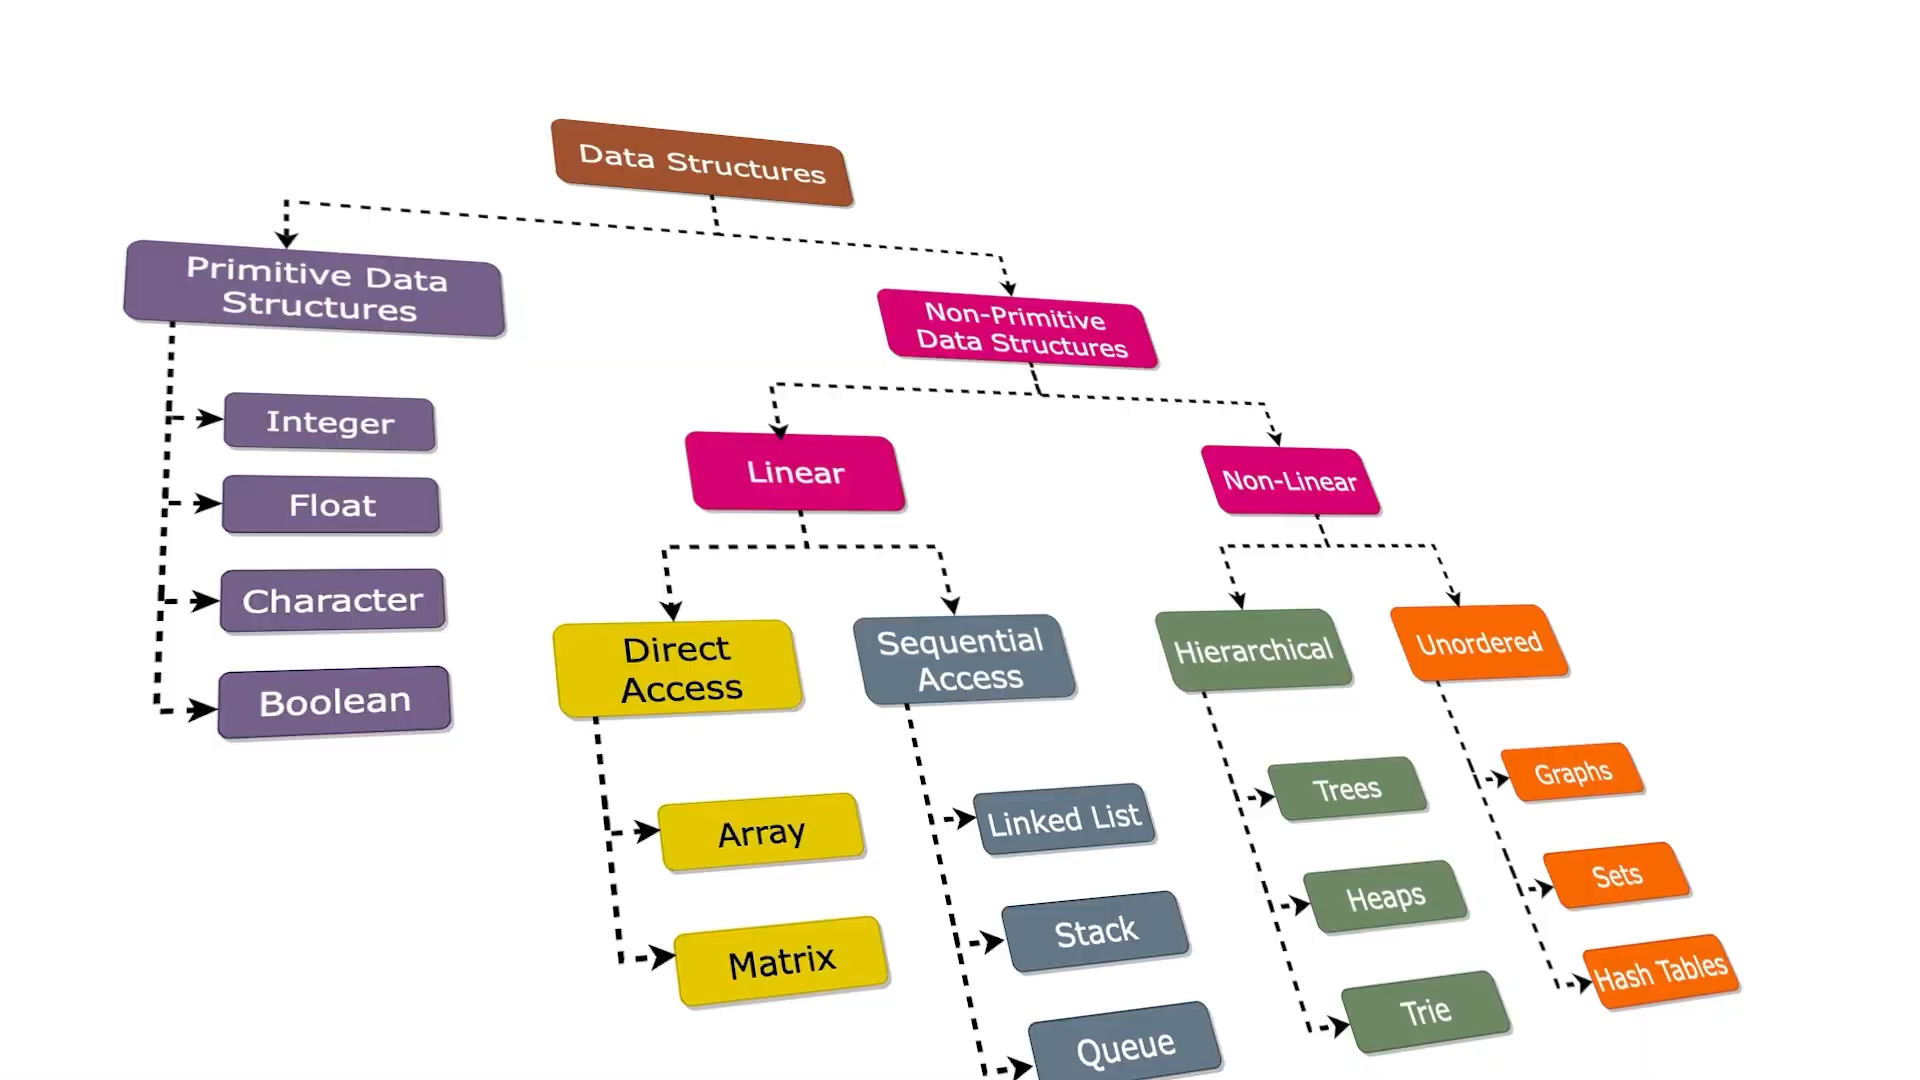 Data Structures
Primitive Data
Structures
Non-Primitive
Data Structures
Integer
Float
Character
Boolean
Linear
Non-Linear
Direct
Access
Sequential
Access
Hierarchical
Unordered
Array
Matrix
Linked List
Stack
Queue
Trees
Heaps
Trie
Graphs
Sets
Hash Tables